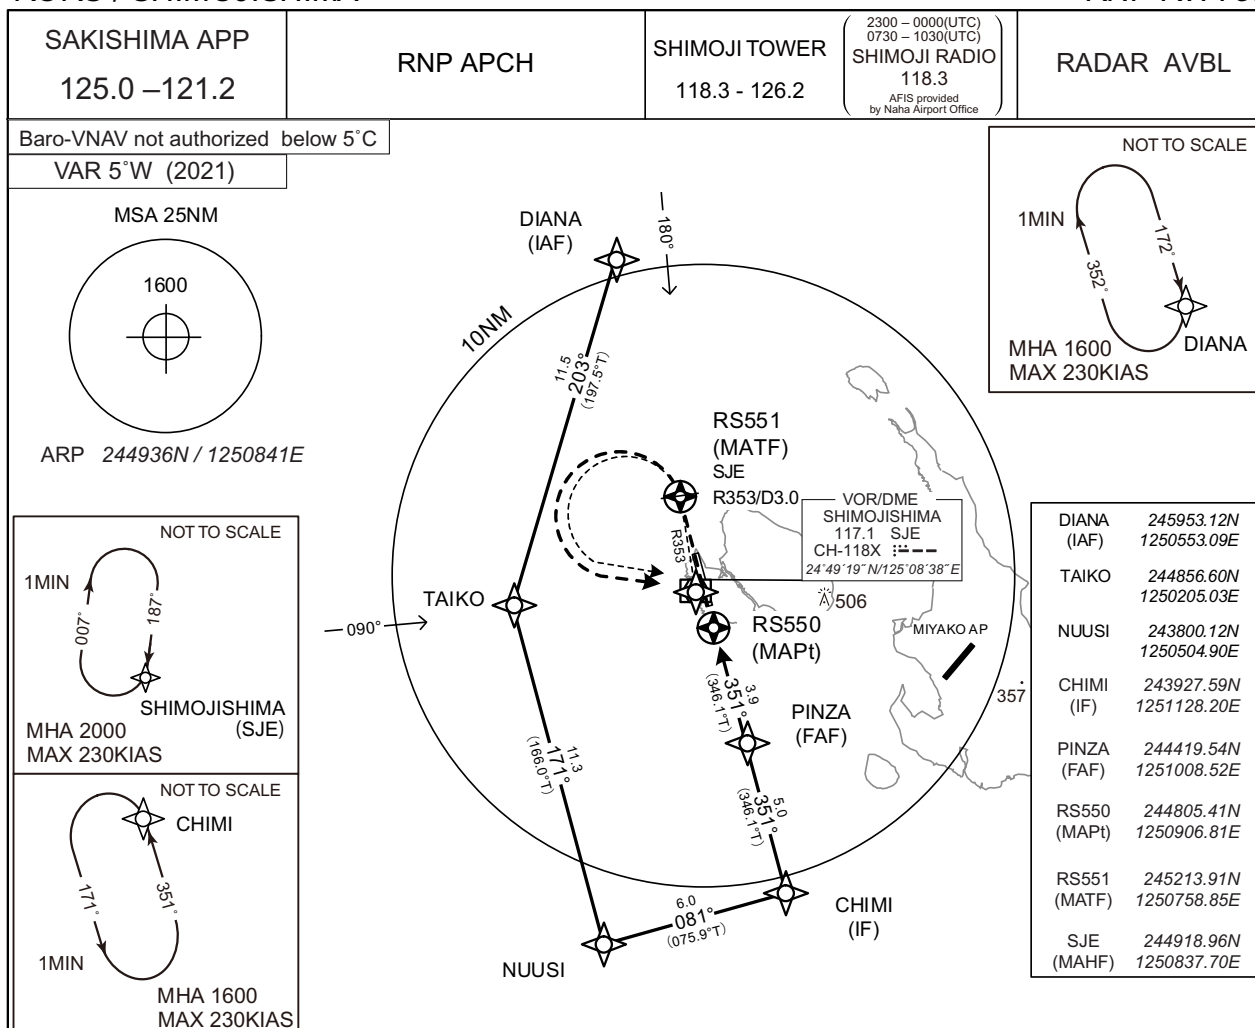 SAKISHIMA APP
125.0 –121.2
RNP APCH
SHIMOJI TOWER
118.3 - 126.2
2300 – 0000(UTC)
0730 – 1030(UTC)
SHIMOJI RADIO
118.3
AFIS provided
by Naha Airport Office
RADAR AVBL
Baro-VNAV not authorized below 5˚C
VAR 5˚W (2021)
MSA 25NM
1600
ARP 244936N / 1250841E
NOT TO SCALE
1MIN
172°
352°
MHA 1600
MAX 230KIAS
DIANA
DIANA
(IAF)
180°
10NM
11.5
203°
(197.5°T)
RS551
(MATF)
SJE
R353/D3.0
R353
VOR/DME
SHIMOJISHIMA
117.1 SJE
CH-118X
24°49´19˝N/125°08´38˝E
506
TAIKO
090°
RS550
(MAPt)
MIYAKO AP
357
3.9
351°
(346.1°T)
PINZA
(FAF)
11.3
171°
(166.0°T)
5.0
351°
(346.1°T)
6.0
081°
(075.9°T)
CHIMI
(IF)
NUUSI
NOT TO SCALE
1MIN
007°
187°
SHIMOJISHIMA
(SJE)
MHA 2000
MAX 230KIAS
NOT TO SCALE
CHIMI
171°
351°
1MIN
MHA 1600
MAX 230KIAS
DIANA 245953.12N
(IAF) 1250553.09E
TAIKO 244856.60N
1250205.03E
NUUSI 243800.12N
1250504.90E
CHIMI 243927.59N
(IF) 1251128.20E
PINZA 244419.54N
(FAF) 1251008.52E
RS550 244805.41N
(MAPt) 1250906.81E
RS551 245213.91N
(MATF) 1250758.85E
SJE 244918.96N
(MAHF) 1250837.70E